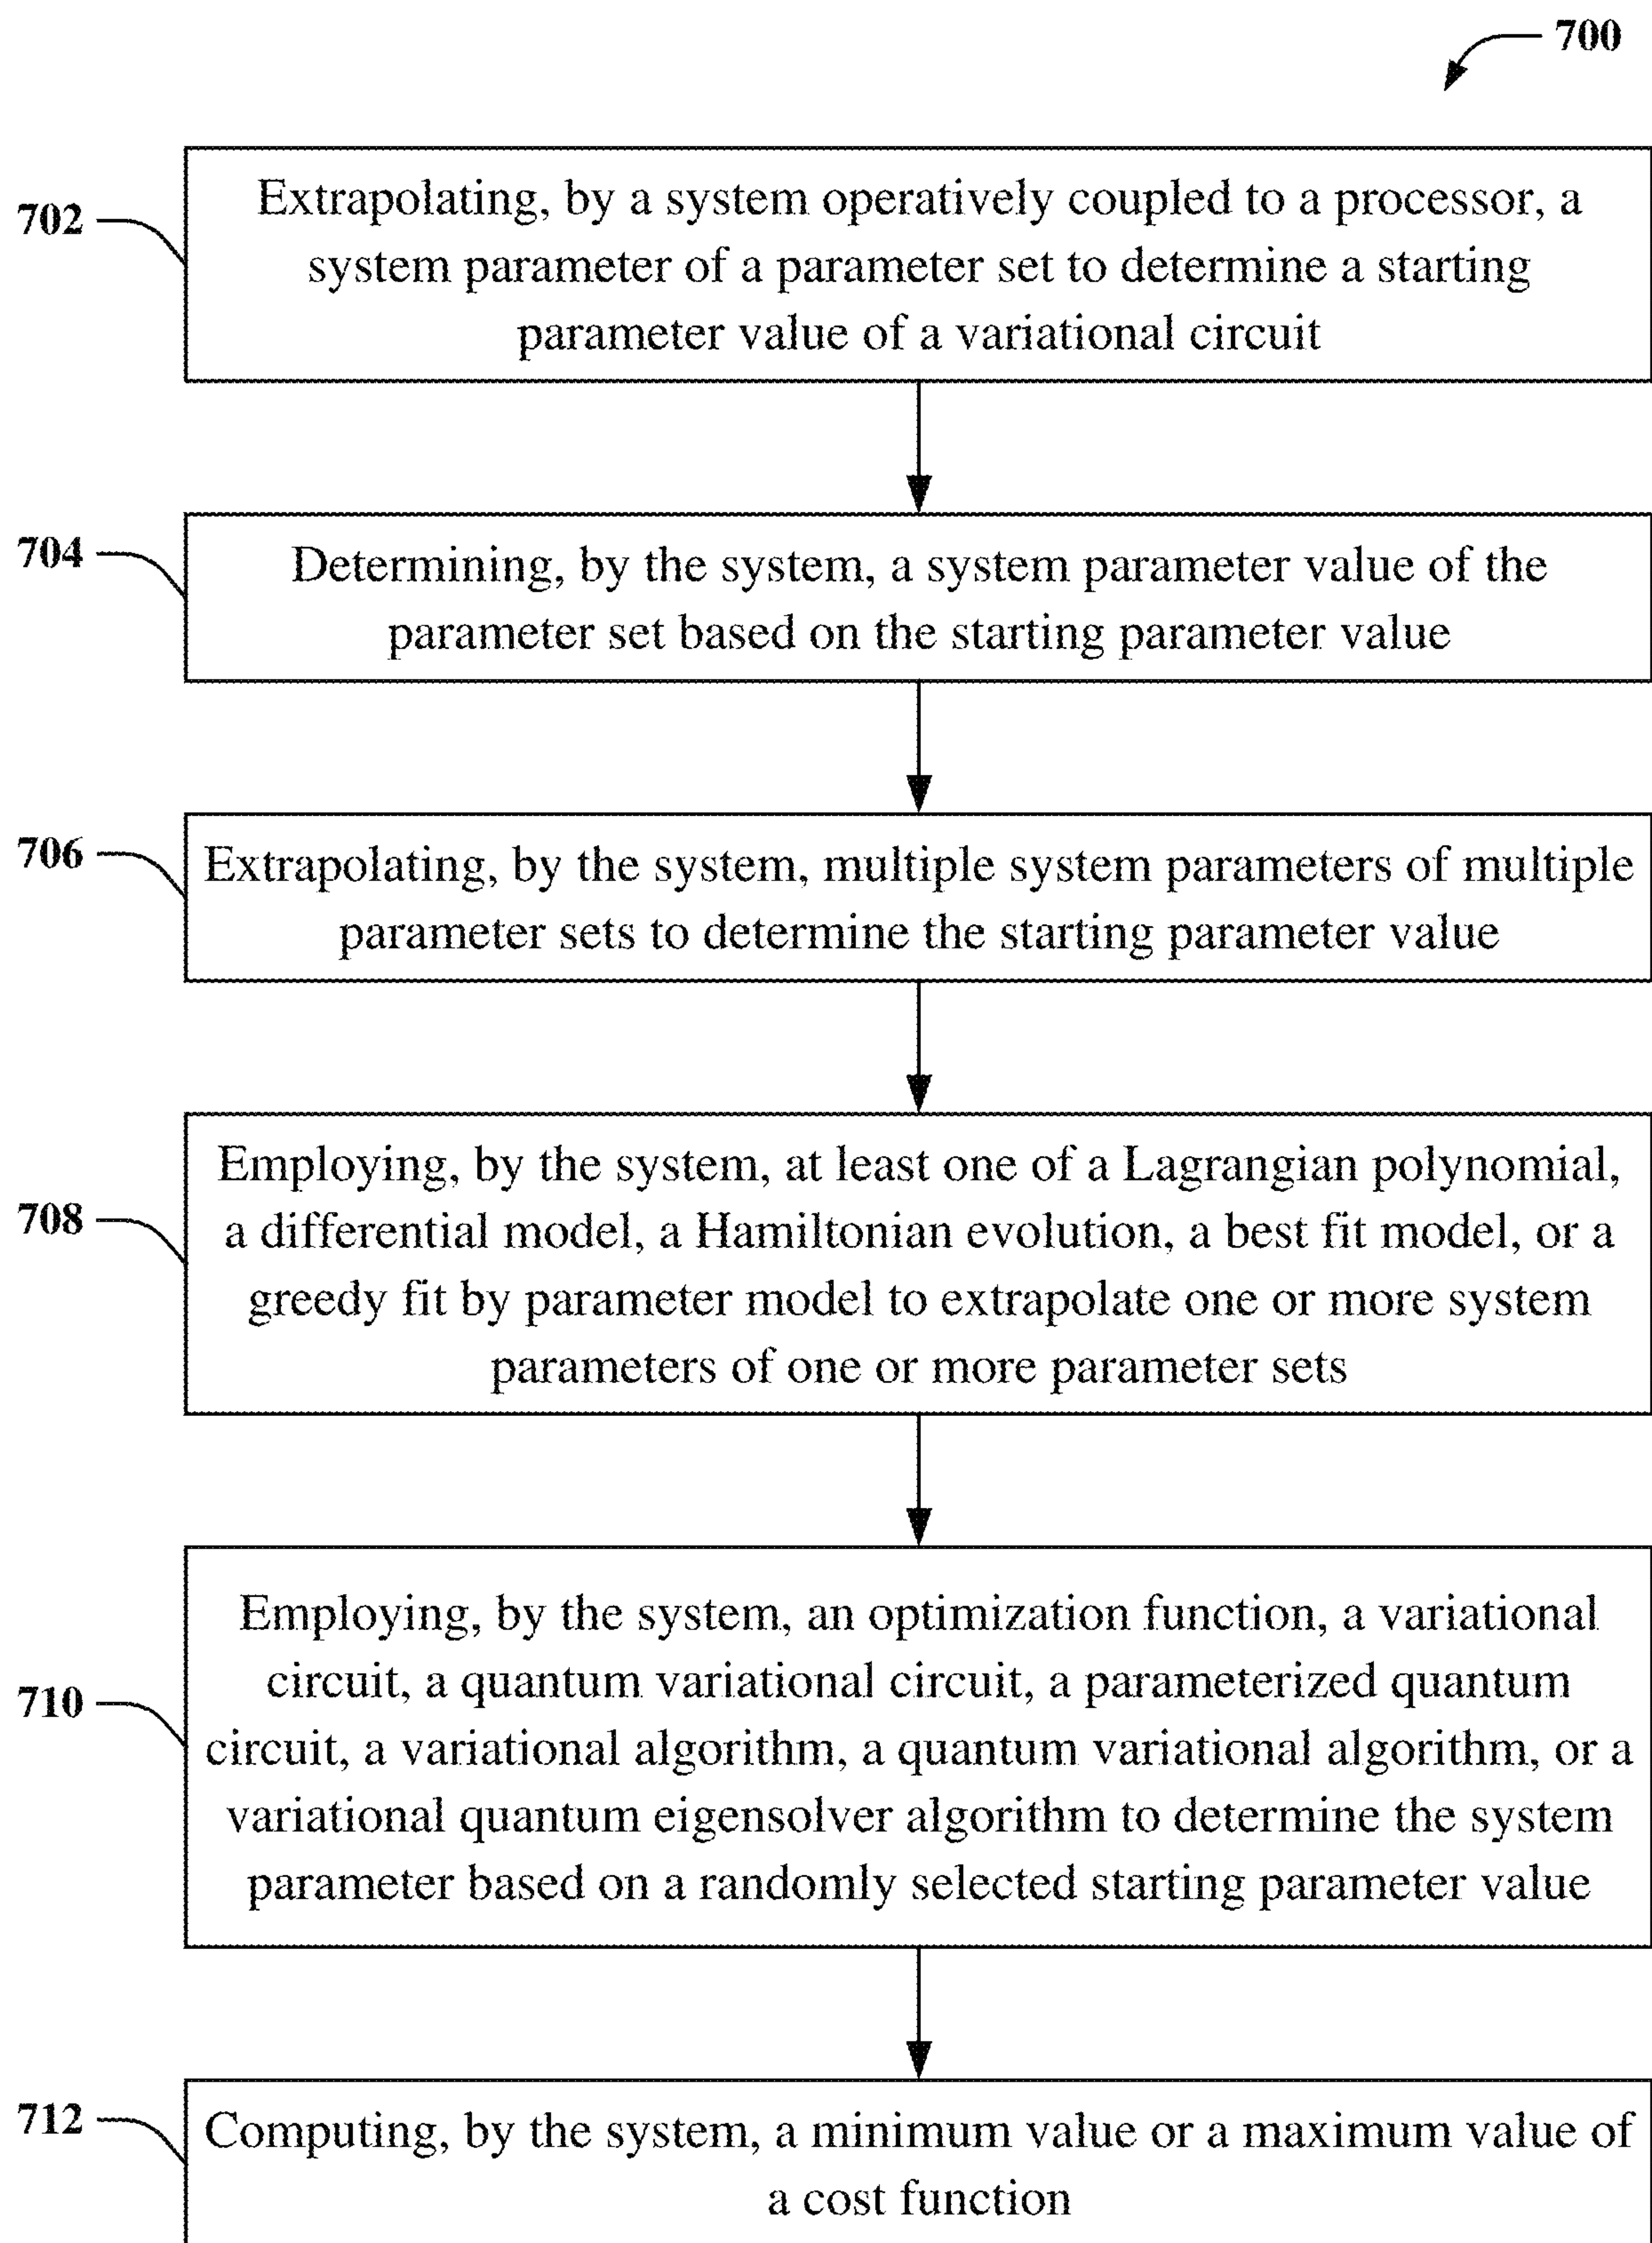 700
702
Extrapolating, by a system operatively coupled to a processor, a
system parameter of a parameter set to determine a starting
parameter value of a variational circuit
704
Determining, by the system, a system parameter value of the
parameter set based on the starting parameter value
706
Extrapolating, by the system, multiple system parameters of multiple
parameter sets to determine the starting parameter value
708
Employing, by the system, at least one of a Lagrangian polynomial,
a differential model, a Hamiltonian evolution, a best fit model, or a
greedy fit by parameter model to extrapolate one or more system
parameters of one or more parameter sets
710
Employing, by the system, an optimization function, a variational
circuit, a quantum variational circuit, a parameterized quantum
circuit, a variational algorithm, a quantum variational algorithm, or a
variational quantum eigensolver algorithm to determine the system
parameter based on a randomly selected starting parameter value
712
Computing, by the system, a minimum value or a maximum value of
a cost function